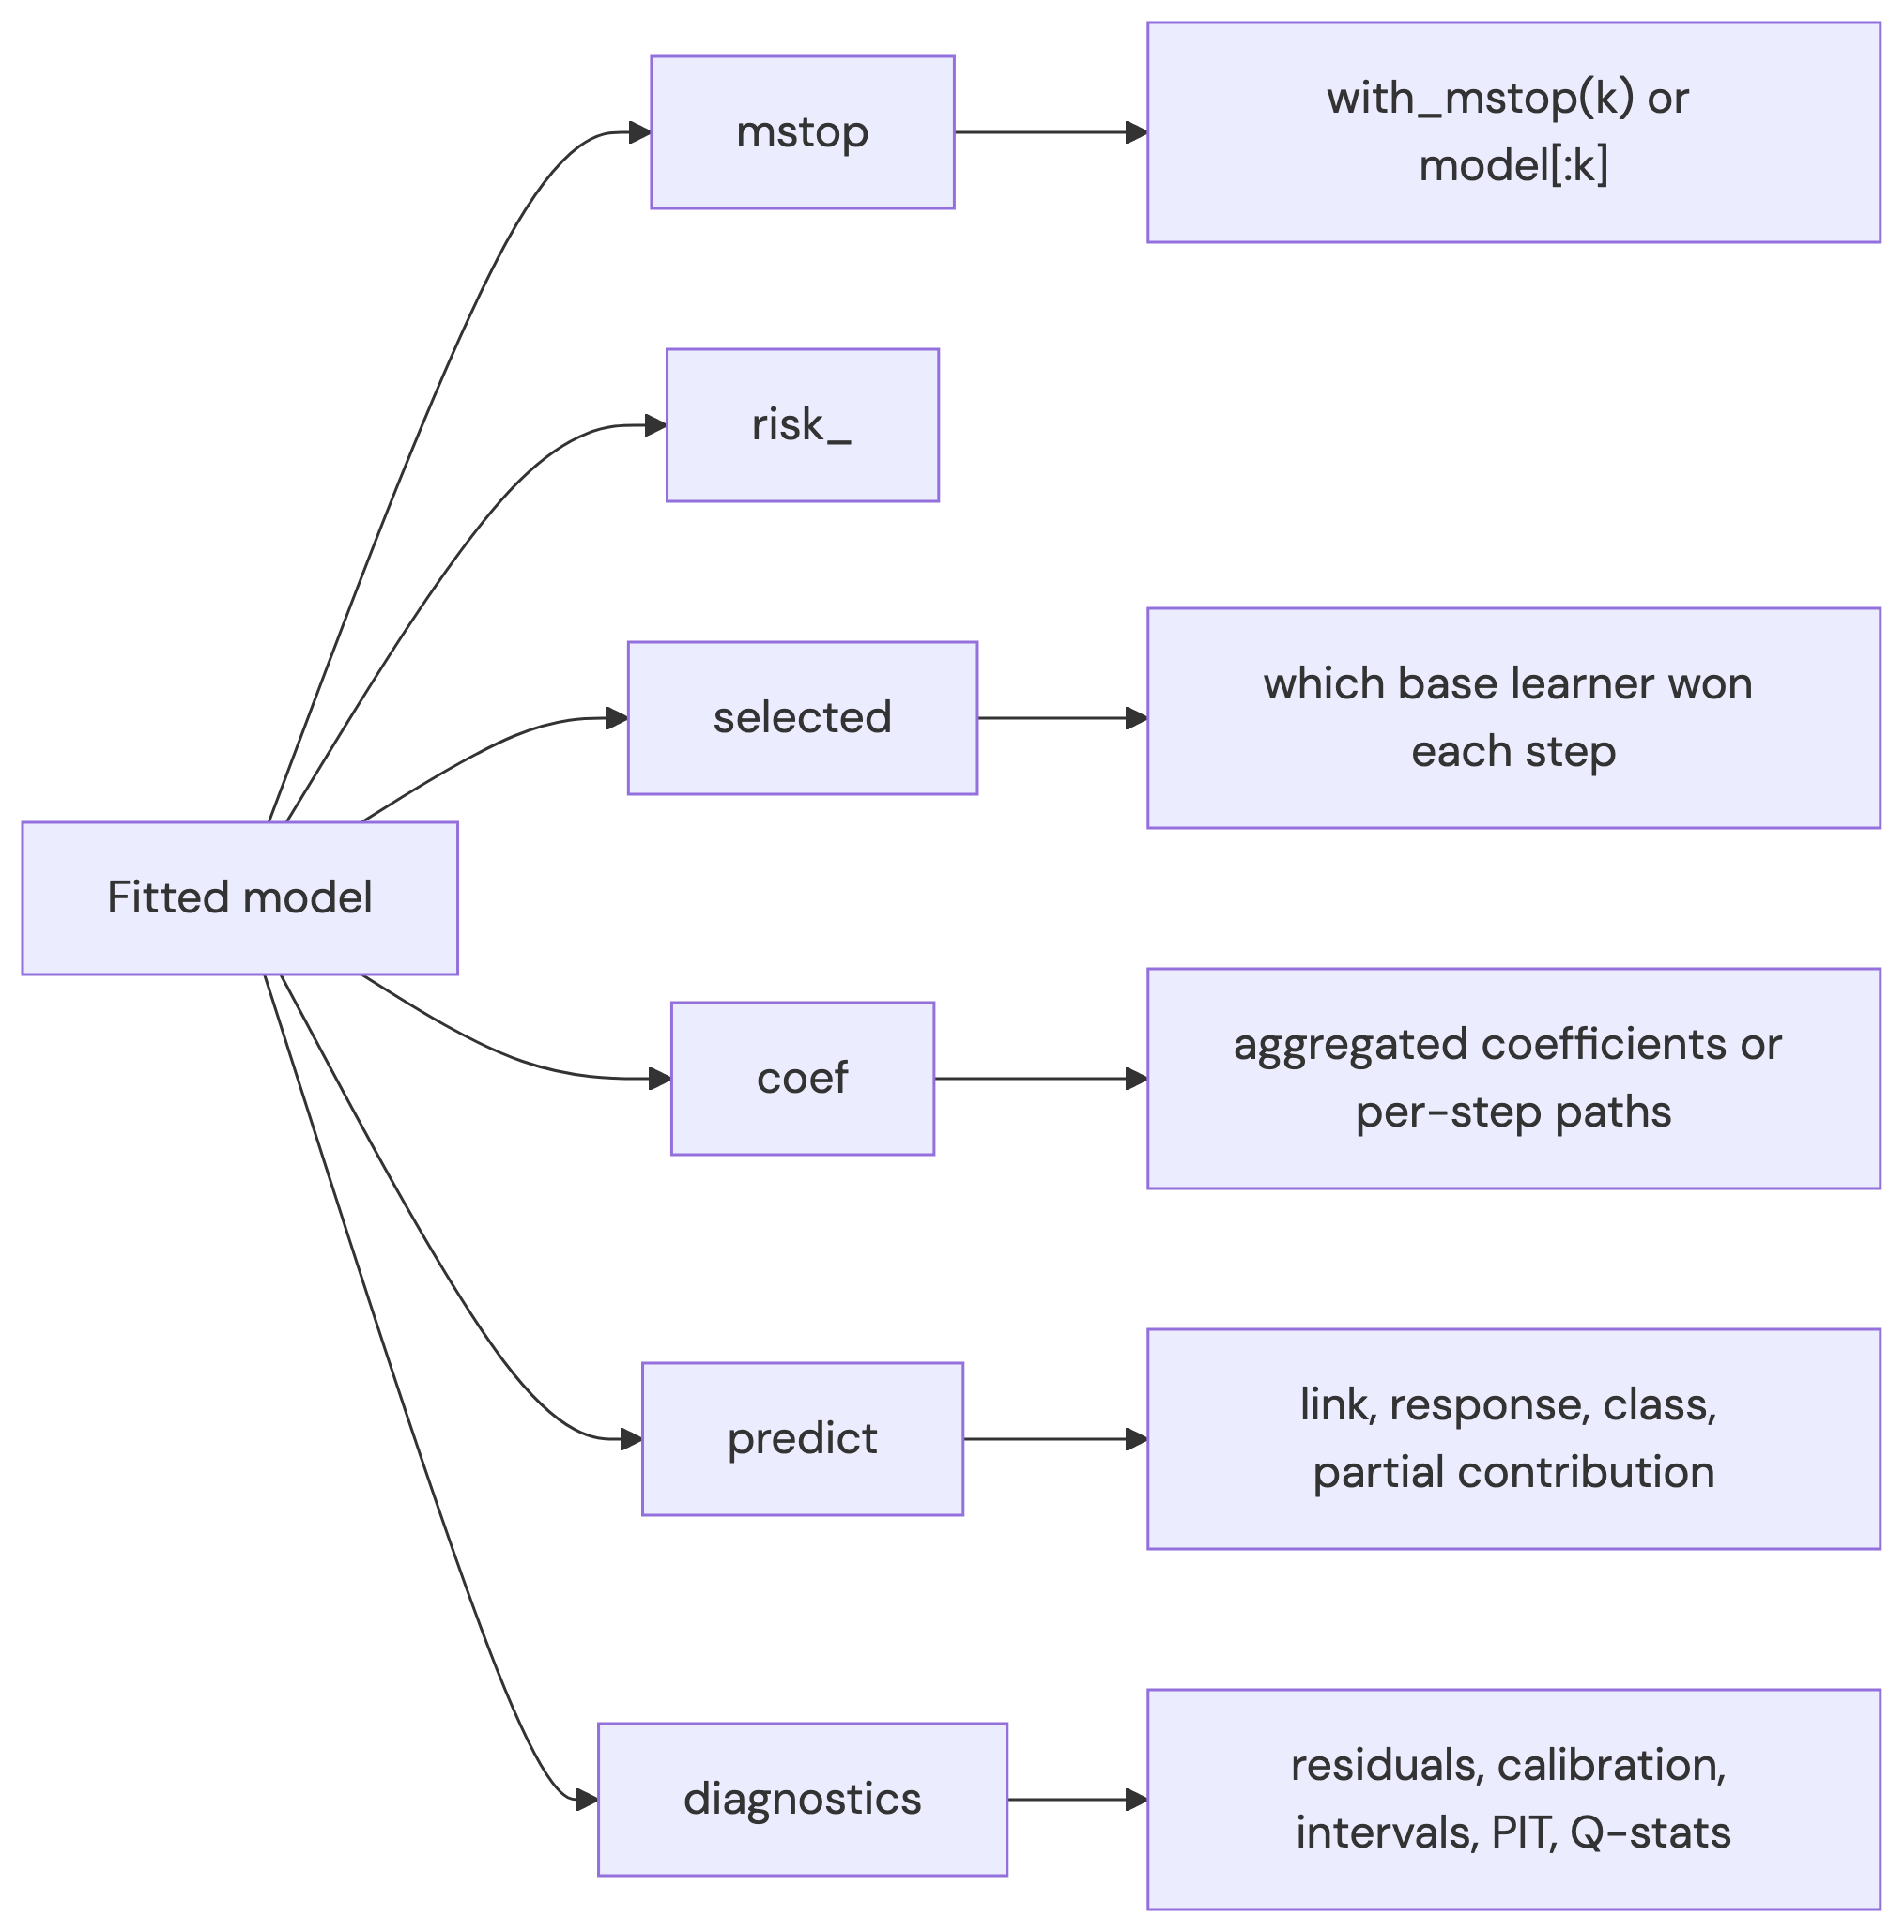 mstop
with_mstop(k) or
model[:k]
risk_
selected
which base learner won
each step
Fitted model
coef
aggregated coefficients or
per-step paths
predict
link, response, class,
partial contribution
diagnostics
residuals, calibration,
intervals, PIT, Q-stats